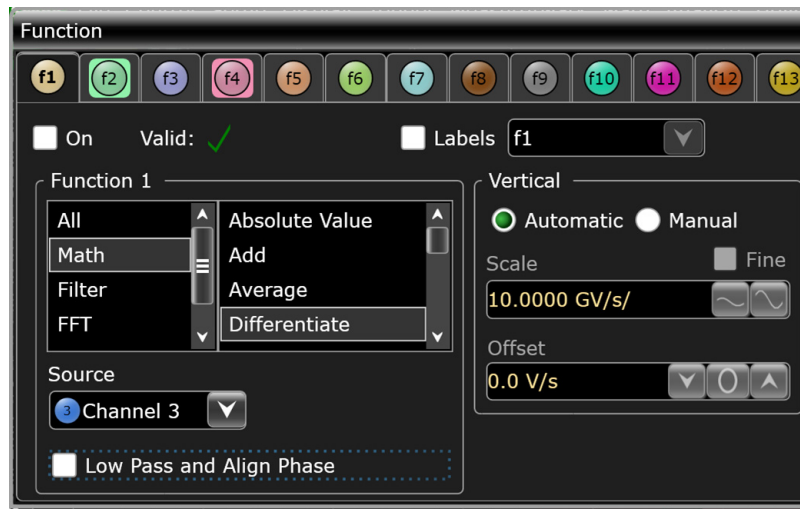 Function
f1 f2 f3 f4 f5 f6 f7 f8 f9 f10 f11 f12 f13
On Valid: Labels f1
Function 1
All
Math
Filter
FFT
Absolute Value
Add
Average
Differentiate
Source
3 Channel 3
Low Pass and Align Phase
Vertical
Automatic Manual
Scale Fine
10.0000 GV/s/
Offset
0.0 V/s 0